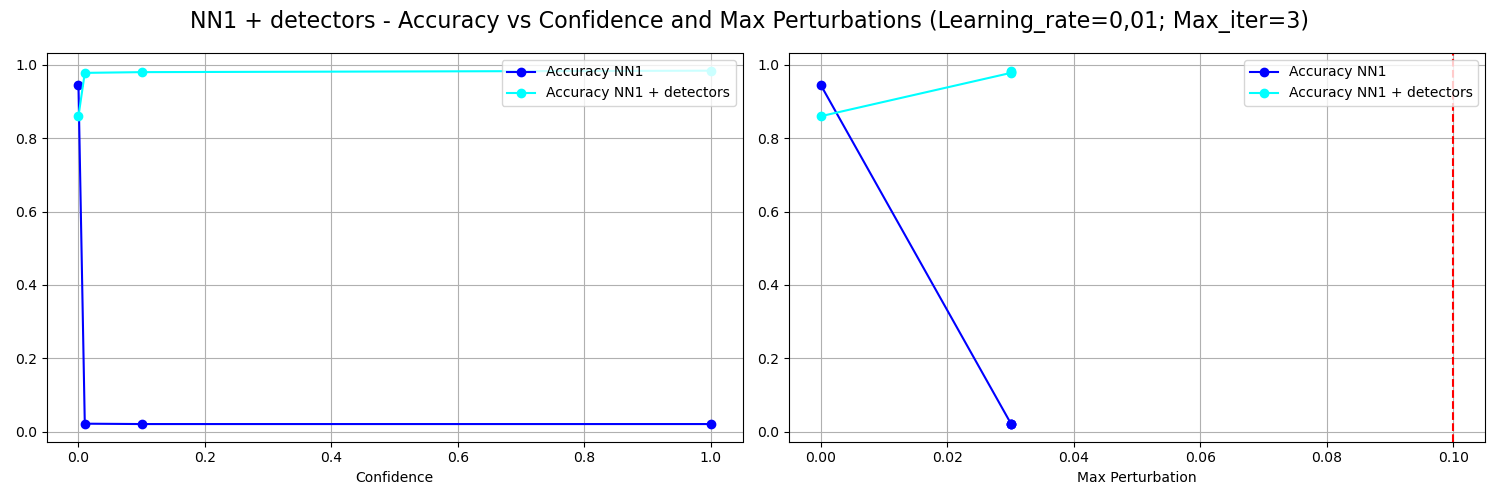 NN1 + detectors - Accuracy vs Confidence and Max Perturbations (Learning_rate=0,01; Max_iter=3)
1.0
0.8
0.6
0.4
0.2
0.0
Accuracy NN1
Accuracy NN1 + detectors
0.0 0.2 0.4 0.6 0.8 1.0
Confidence
1.0
0.8
0.6
0.4
0.2
0.0
Accuracy NN1
Accuracy NN1 + detectors
0.00 0.02 0.04 0.06 0.08 0.10
Max Perturbation